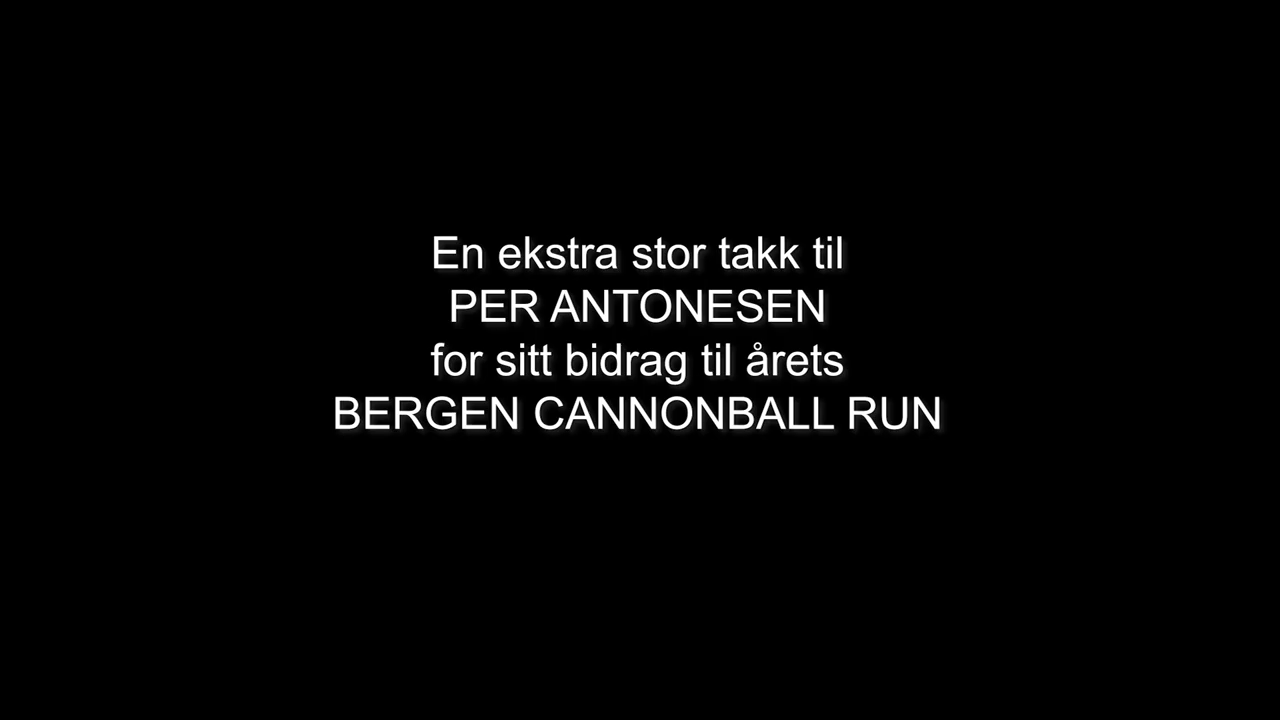 En ekstra stor takk til
PER ANTONESEN
for sitt bidrag til årets
BERGEN CANNONBALL RUN